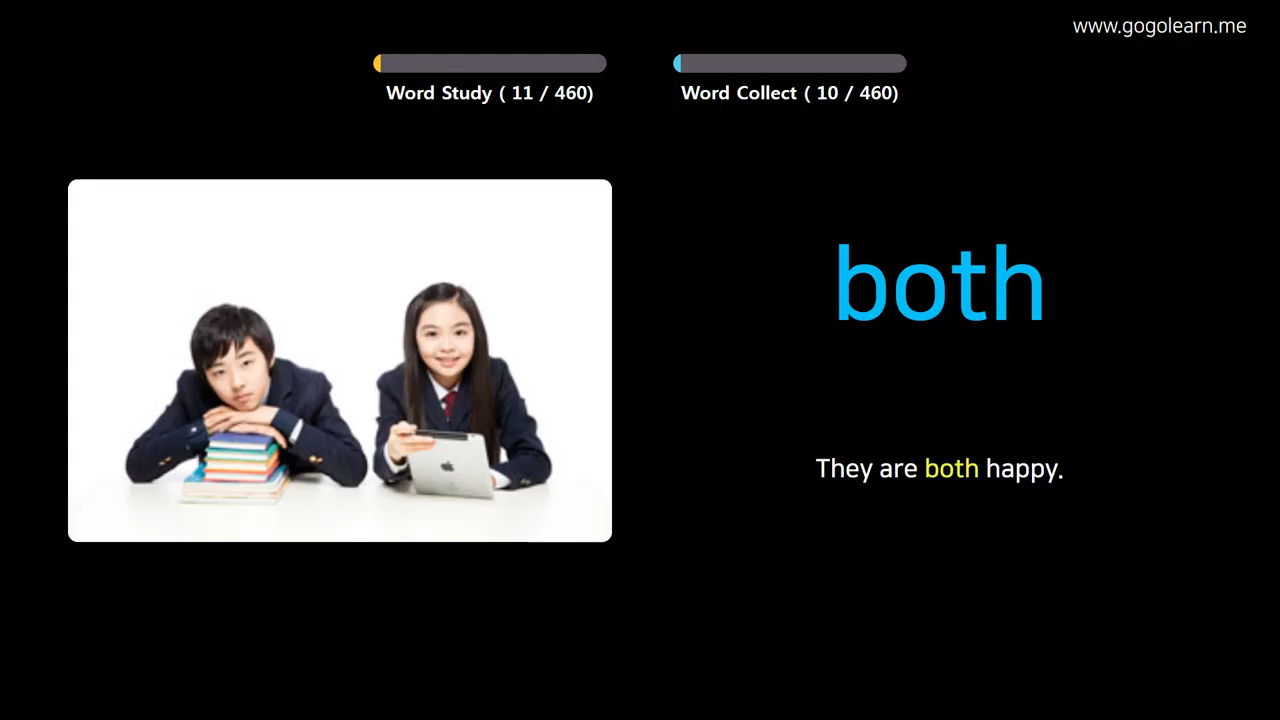 www.gogolearn.me
Word Study ( 11 / 460)
Word Collect ( 10 / 460)
both
They are both happy.